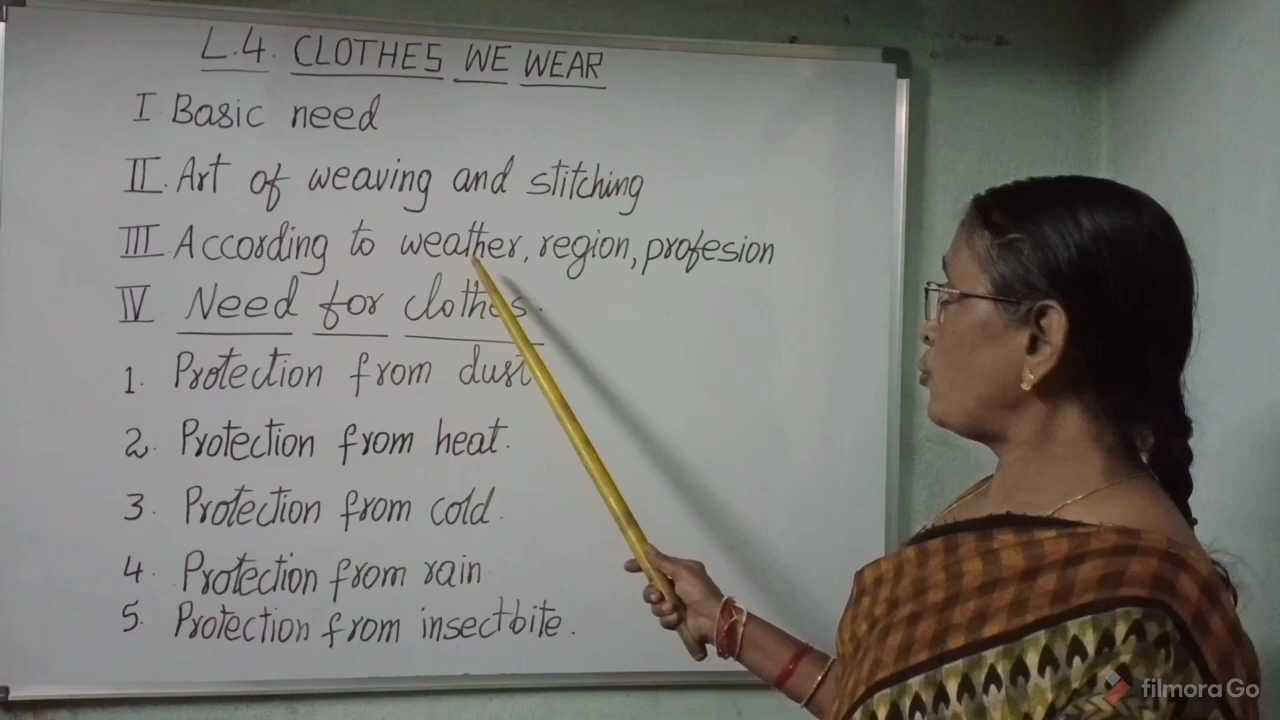 L.4. CLOTHES WE WEAR
I Basic need
II. Art of weaving and stitching
III. According to weather, region, profesion
IV Need for clothes.
1. Protection from dust
2. Protection from heat.
3. Protection from cold.
4. Protection from rain
5. Protection from insectbite.
filmoraGo